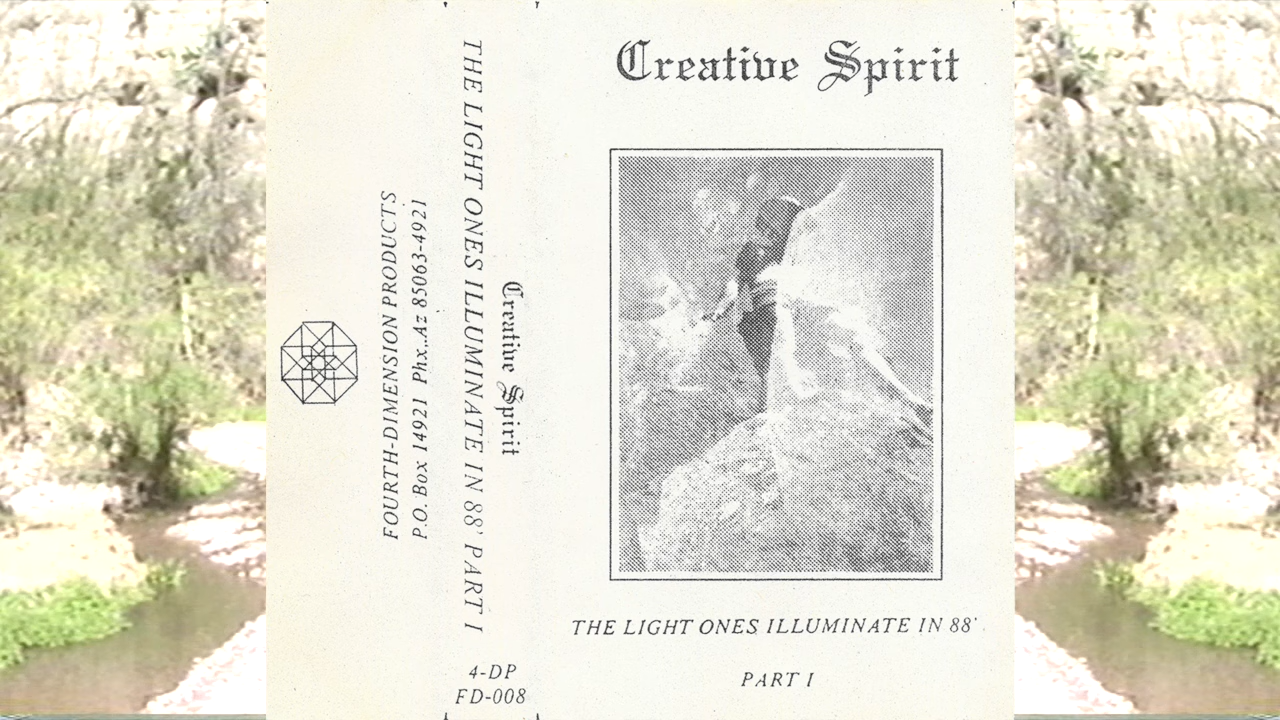 FOURTH-DIMENSION PRODUCTS
P.O. Box 14921 Phx., Az 85063-4921
THE LIGHT ONES ILLUMINATE IN 88' PART I
Creative Spirit
4-DP
FD-008
Creative Spirit
THE LIGHT ONES ILLUMINATE IN 88'
PART I